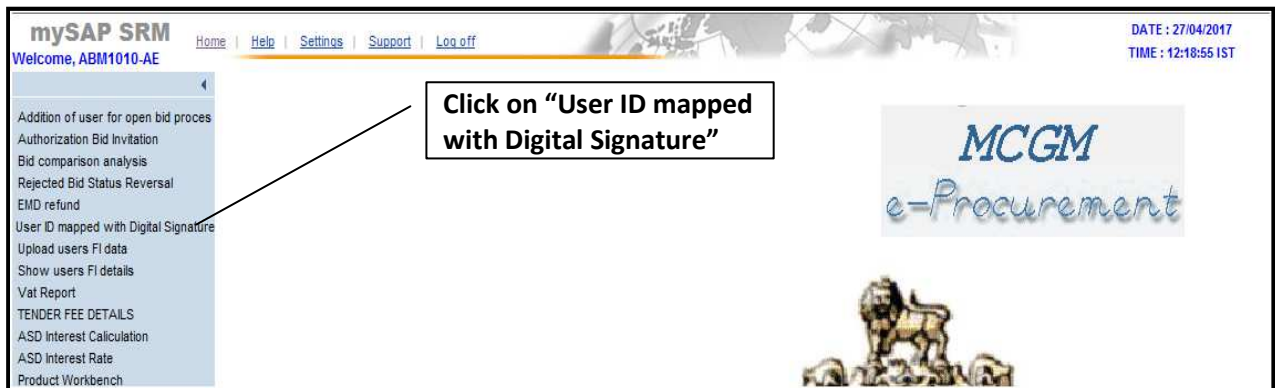 mySAP SRM
Home | Help | Settings | Support | Log off
DATE : 27/04/2017
Welcome, ABM1010-AE
TIME : 12:18:55 IST
Addition of user for open bid proces
Authorization Bid Invitation
Bid comparison analysis
Rejected Bid Status Reversal
EMD refund
User ID mapped with Digital Signature
Upload users FI data
Show users FI details
Vat Report
TENDER FEE DETAILS
ASD Interest Caliculation
ASD Interest Rate
Product Workbench
Click on “User ID mapped
with Digital Signature”
MCGM
e-Procurement